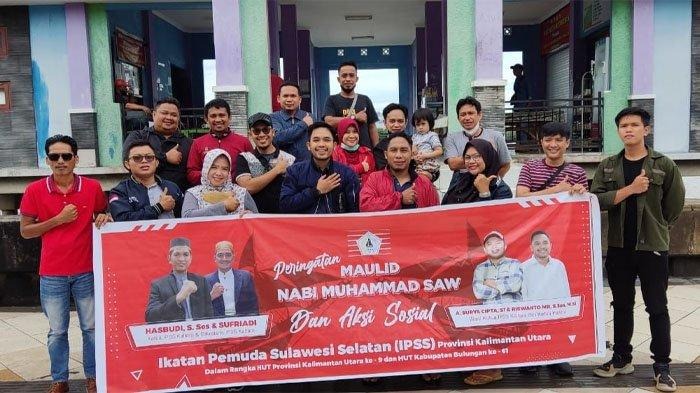 Peringatan
MAULID
NABI MUHAMMAD SAW
Dan Aksi Sosial
HASBUDI, S. Sos & SUFRIADI
A. SURYA CIPTA, ST & RISWANTO MR. S.Sos, M.Si
Ikatan Pemuda Sulawesi Selatan (IPSS) Provinsi Kalimantan Utara
Dalam Rangka HUT Provinsi Kalimantan Utara ke - 9 dan HUT Kabupaten Bulungan ke - 61